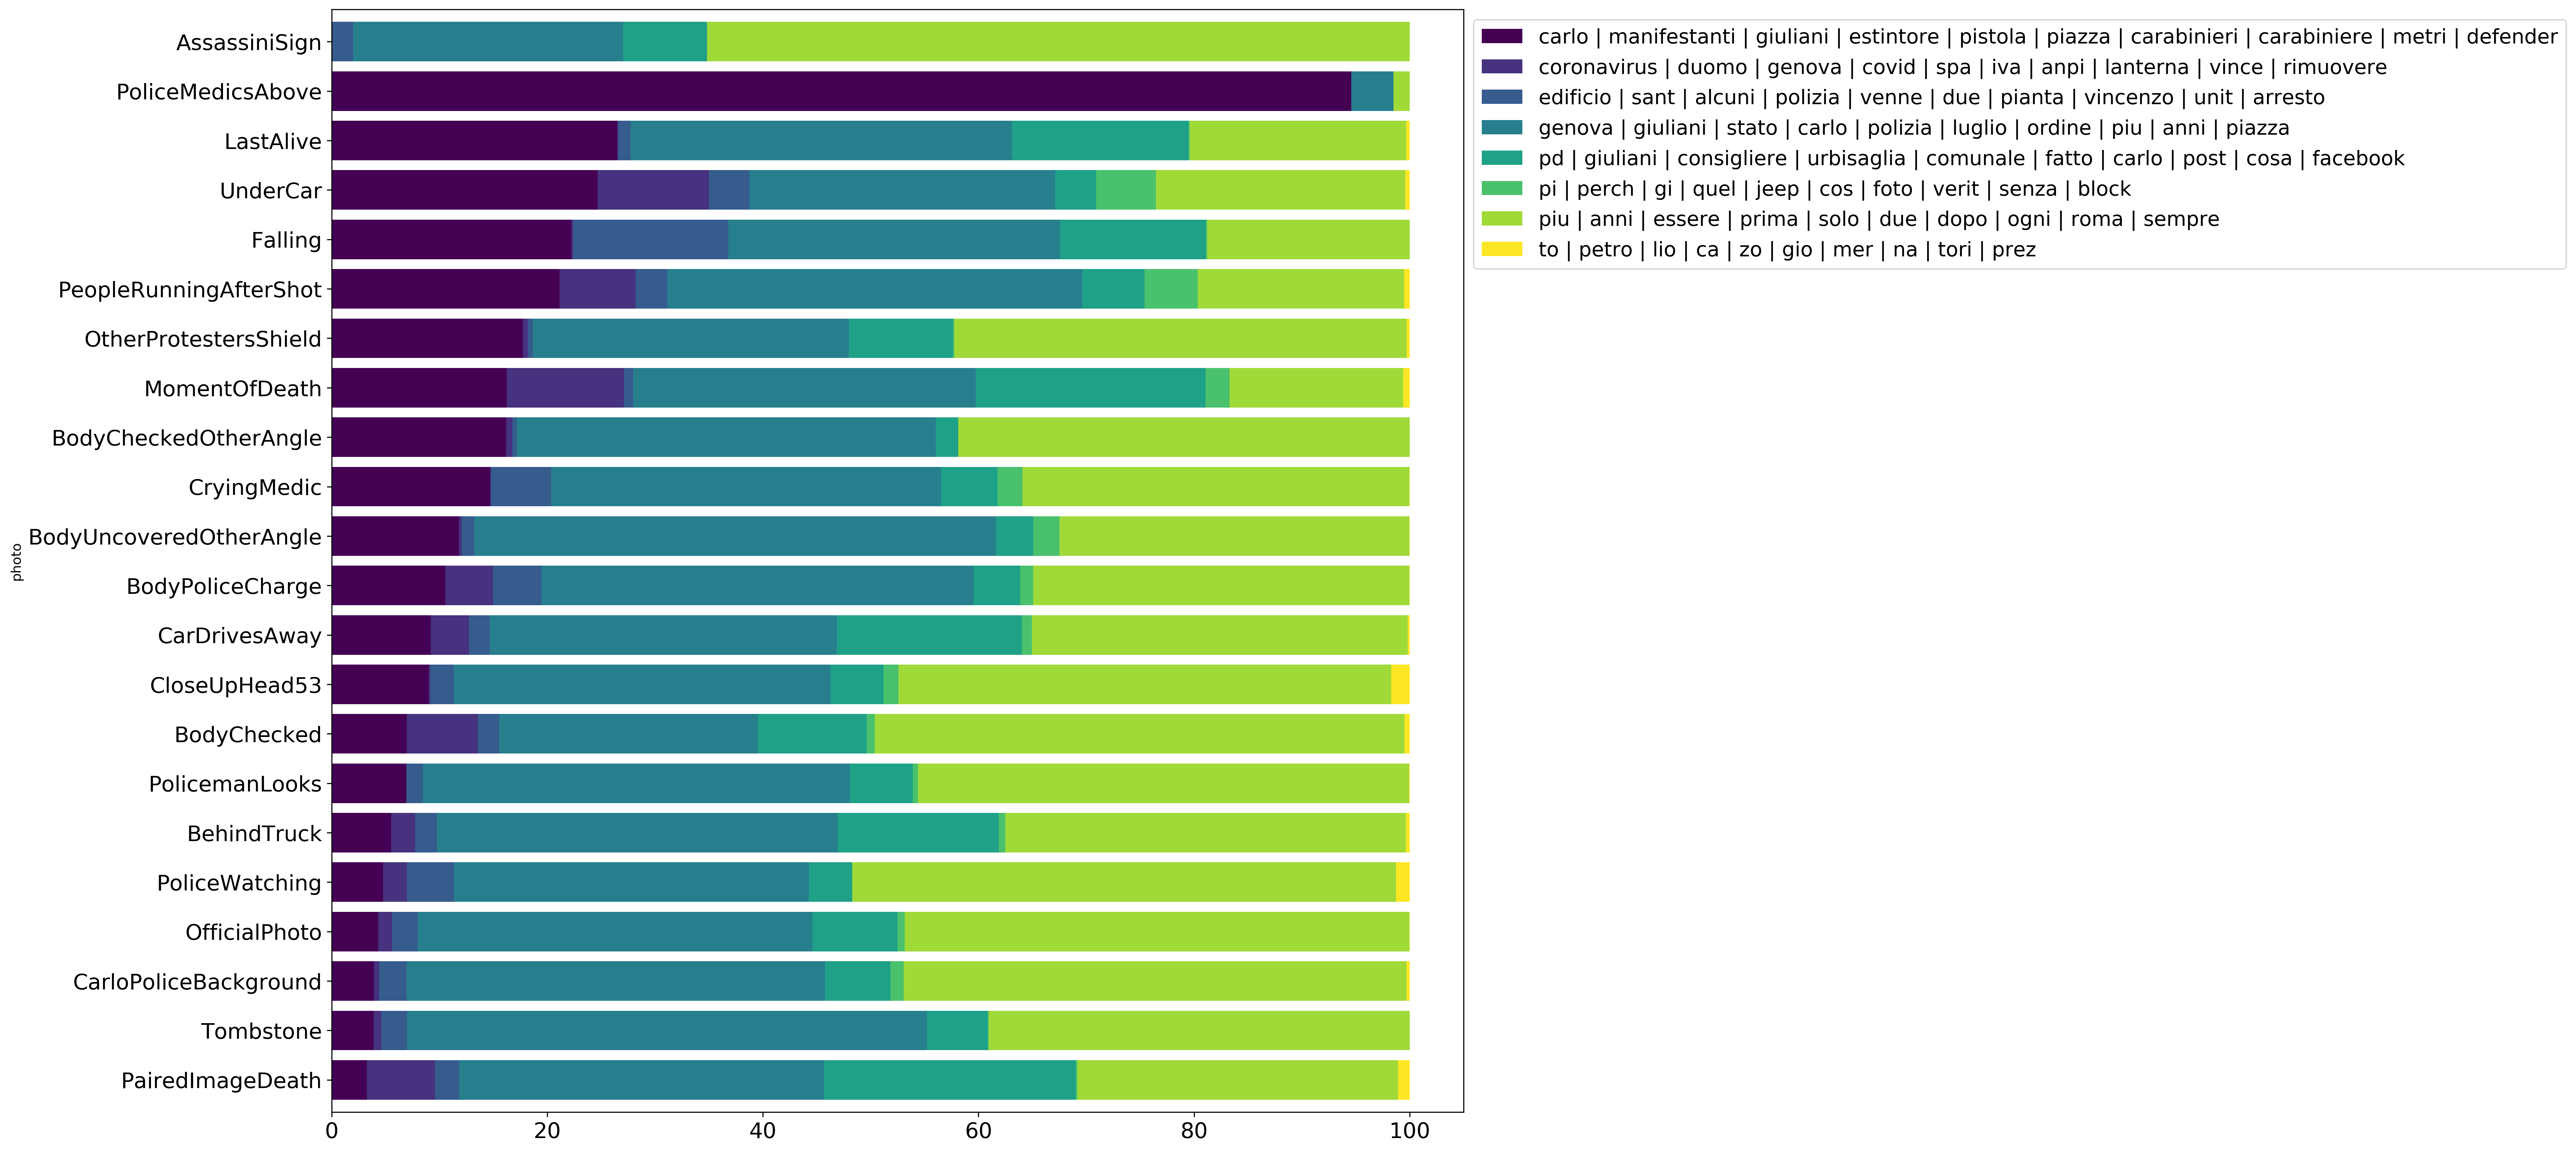 AssassiniSign
PoliceMedicsAbove
LastAlive
UnderCar
Falling
PeopleRunningAfterShot
OtherProtestersShield
MomentOfDeath
BodyCheckedOtherAngle
CryingMedic
BodyUncoveredOtherAngle
BodyPoliceCharge
CarDrivesAway
CloseUpHead53
BodyChecked
PolicemanLooks
BehindTruck
PoliceWatching
OfficialPhoto
CarloPoliceBackground
Tombstone
PairedImageDeath
photo
0 20 40 60 80 100
carlo | manifestanti | giuliani | estintore | pistola | piazza | carabinieri | carabiniere | metri | defender
coronavirus | duomo | genova | covid | spa | iva | anpi | lanterna | vince | rimuovere
edificio | sant | alcuni | polizia | venne | due | pianta | vincenzo | unit | arresto
genova | giuliani | stato | carlo | polizia | luglio | ordine | piu | anni | piazza
pd | giuliani | consigliere | urbisaglia | comunale | fatto | carlo | post | cosa | facebook
pi | perch | gi | quel | jeep | cos | foto | verit | senza | block
piu | anni | essere | prima | solo | due | dopo | ogni | roma | sempre
to | petro | lio | ca | zo | gio | mer | na | tori | prez